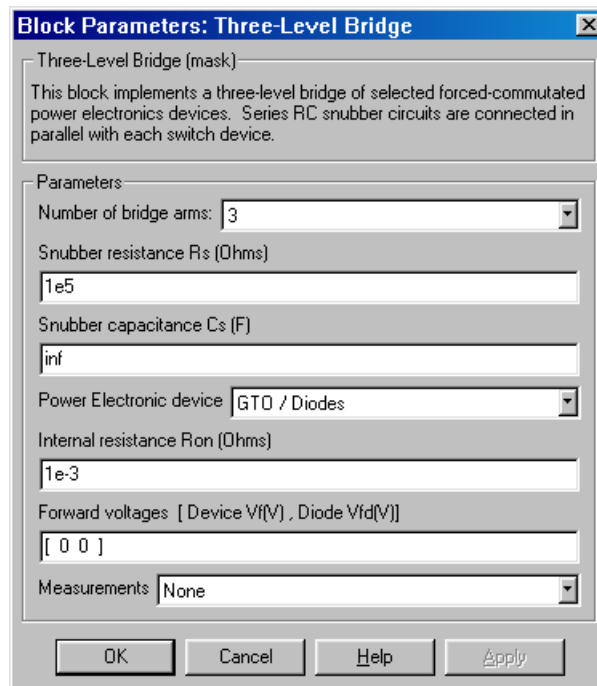 Block Parameters: Three-Level Bridge
Three-Level Bridge (mask)
This block implements a three-level bridge of selected forced-commutated
power electronics devices. Series RC snubber circuits are connected in
parallel with each switch device.
Parameters
Number of bridge arms: 3
Snubber resistance Rs (Ohms)
1e5
Snubber capacitance Cs (F)
inf
Power Electronic device GTO / Diodes
Internal resistance Ron (Ohms)
1e-3
Forward voltages [ Device Vf(V) , Diode Vfd(V)]
[ 0 0 ]
Measurements None
OK Cancel Help Apply